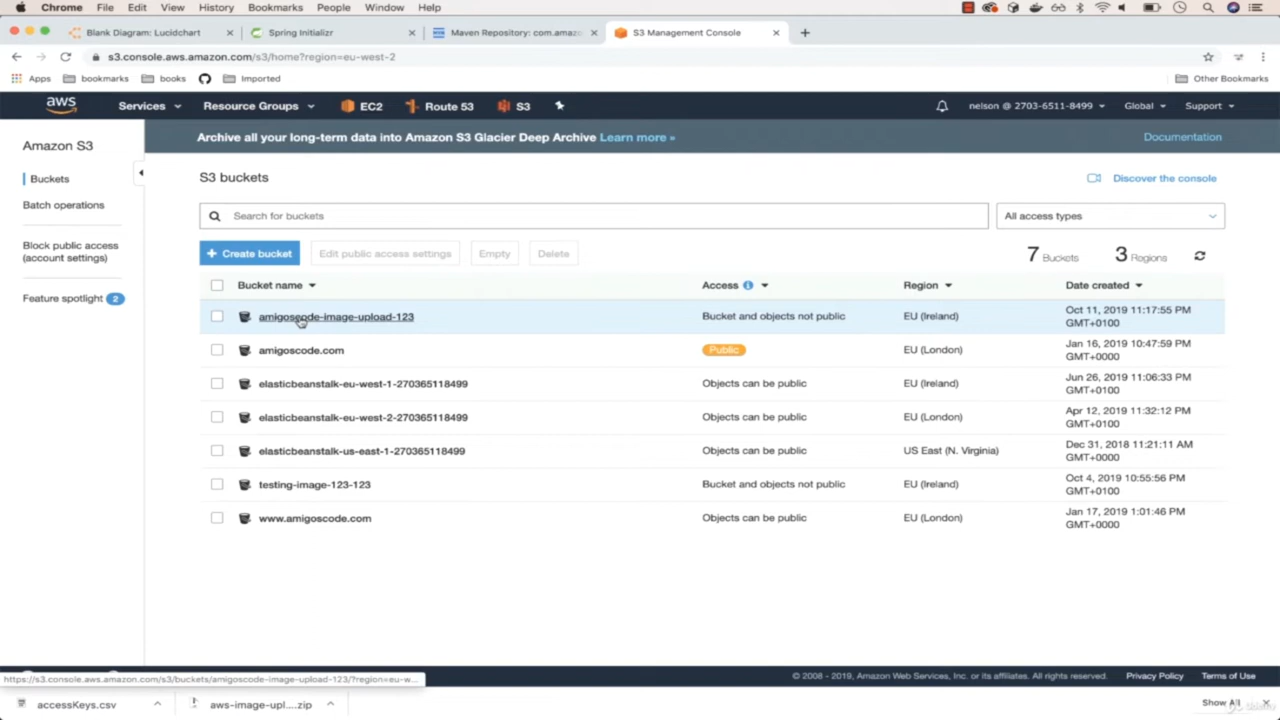 Chrome File Edit View History Bookmarks People Window Help
Blank Diagram: Lucidchart Spring Initializr Maven Repository: com.amazo S3 Management Console
s3.console.aws.amazon.com/s3/home?region=eu-west-2
Apps bookmarks books Imported Other Bookmarks
aws Services Resource Groups EC2 Route 53 S3 nelson @ 2703-6511-8499 Global Support
Archive all your long-term data into Amazon S3 Glacier Deep Archive Learn more » Documentation
Amazon S3
Buckets
Batch operations
Block public access
(account settings)
Feature spotlight 2
S3 buckets Discover the console
Search for buckets All access types
+ Create bucket Edit public access settings Empty Delete 7 Buckets 3 Regions
Bucket name Access Region Date created
amigoscode-image-upload-123 Bucket and objects not public EU (Ireland) Oct 11, 2019 11:17:55 PM
GMT+0100
amigoscode.com Public EU (London) Jan 16, 2019 10:47:59 PM
GMT+0000
elasticbeanstalk-eu-west-1-270365118499 Objects can be public EU (Ireland) Jun 26, 2019 11:06:33 PM
GMT+0100
elasticbeanstalk-eu-west-2-270365118499 Objects can be public EU (London) Apr 12, 2019 11:32:12 PM
GMT+0100
elasticbeanstalk-us-east-1-270365118499 Objects can be public US East (N. Virginia) Dec 31, 2018 11:21:11 AM
GMT+0000
testing-image-123-123 Bucket and objects not public EU (Ireland) Oct 4, 2019 10:55:56 PM
GMT+0100
www.amigoscode.com Objects can be public EU (London) Jan 17, 2019 1:01:46 PM
GMT+0000
https://s3.console.aws.amazon.com/s3/buckets/amigoscode-image-upload-123/?region=eu-w...
© 2008 - 2019, Amazon Web Services, Inc. or its affiliates. All rights reserved. Privacy Policy Terms of Use
accessKeys.csv aws-image-upl....zip Show All